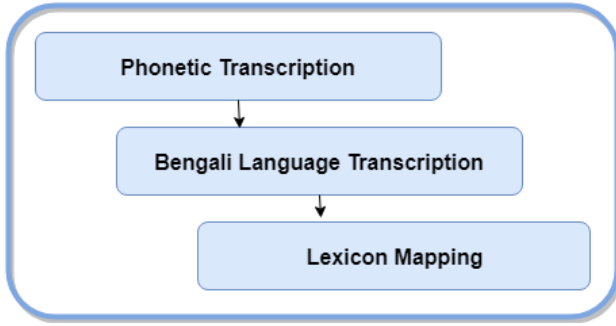 Phonetic Transcription
Bengali Language Transcription
Lexicon Mapping